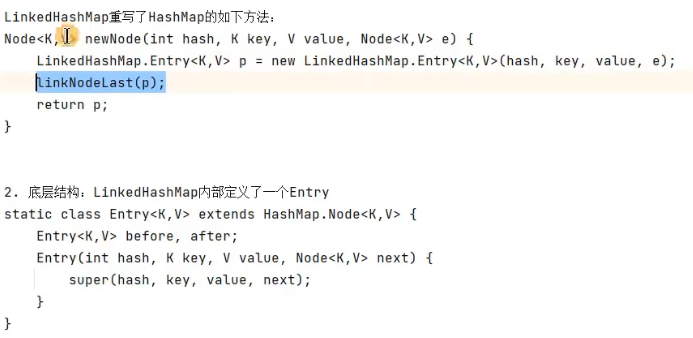 LinkedHashMap重写了HashMap的如下方法：
Node<K,V> newNode(int hash, K key, V value, Node<K,V> e) {
    LinkedHashMap.Entry<K,V> p = new LinkedHashMap.Entry<K,V>(hash, key, value, e);
    linkNodeLast(p);
    return p;
}
2. 底层结构：LinkedHashMap内部定义了一个Entry
static class Entry<K,V> extends HashMap.Node<K,V> {
    Entry<K,V> before, after;
    Entry(int hash, K key, V value, Node<K,V> next) {
        super(hash, key, value, next);
    }
}